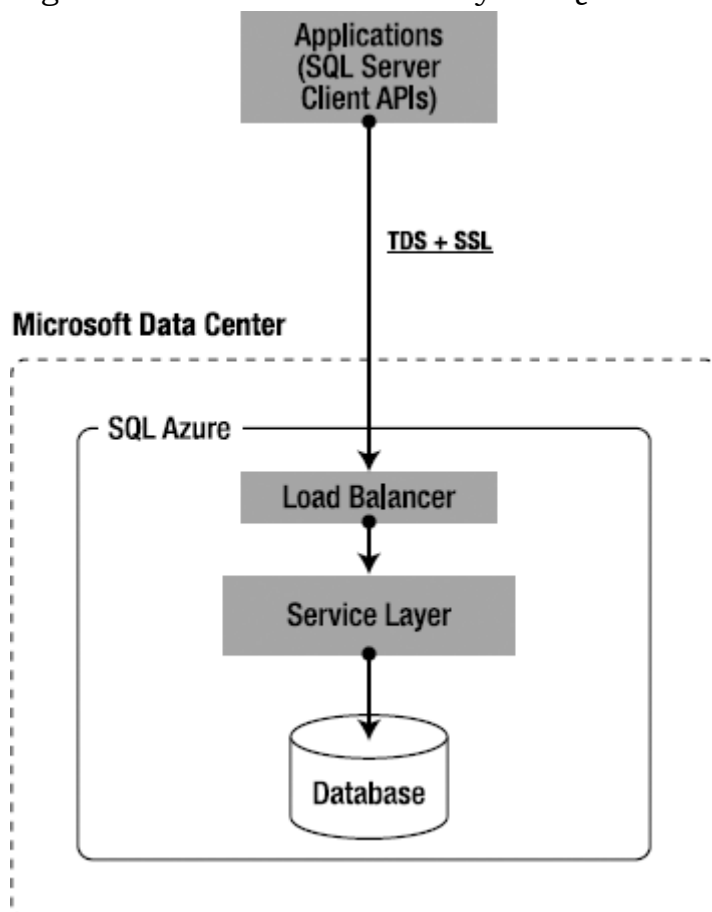 Applications
(SQL Server
Client APIs)
TDS + SSL
Microsoft Data Center
SQL Azure
Load Balancer
Service Layer
Database